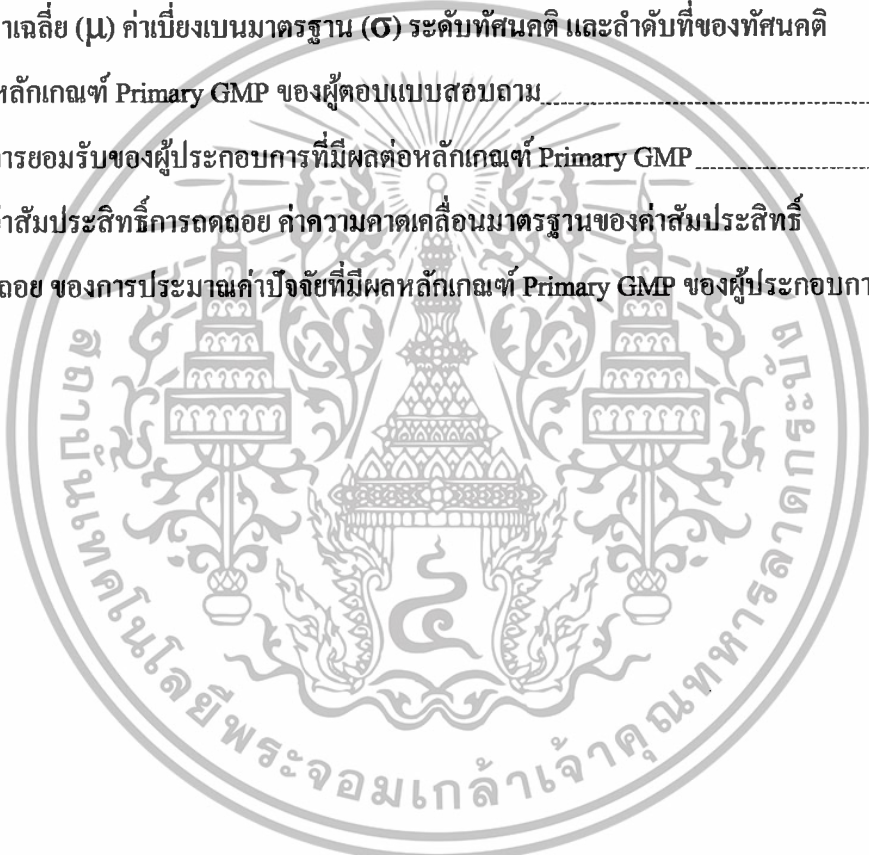 าเฉลี่ย (μ) ค่าเบี่ยงเบนมาตรฐาน (σ) ระดับทัศนคติ และลำดับที่ของทัศนคติ
หลักเกณฑ์ Primary GMP ของผู้ตอบแบบสอบถาม
ารยอมรับของผู้ประกอบการที่มีผลต่อหลักเกณฑ์ Primary GMP
่าสัมประสิทธิ์การถดถอย ค่าความคาดเคลื่อนมาตรฐานของค่าสัมประสิทธิ์
ถอย ของการประมาณค่าปัจจัยที่มีผลหลักเกณฑ์ Primary GMP ของผู้ประกอบกา
สถาบันเทคโนโลยีพระจอมเกล้าเจ้าคุณทหารลาดกระบัง